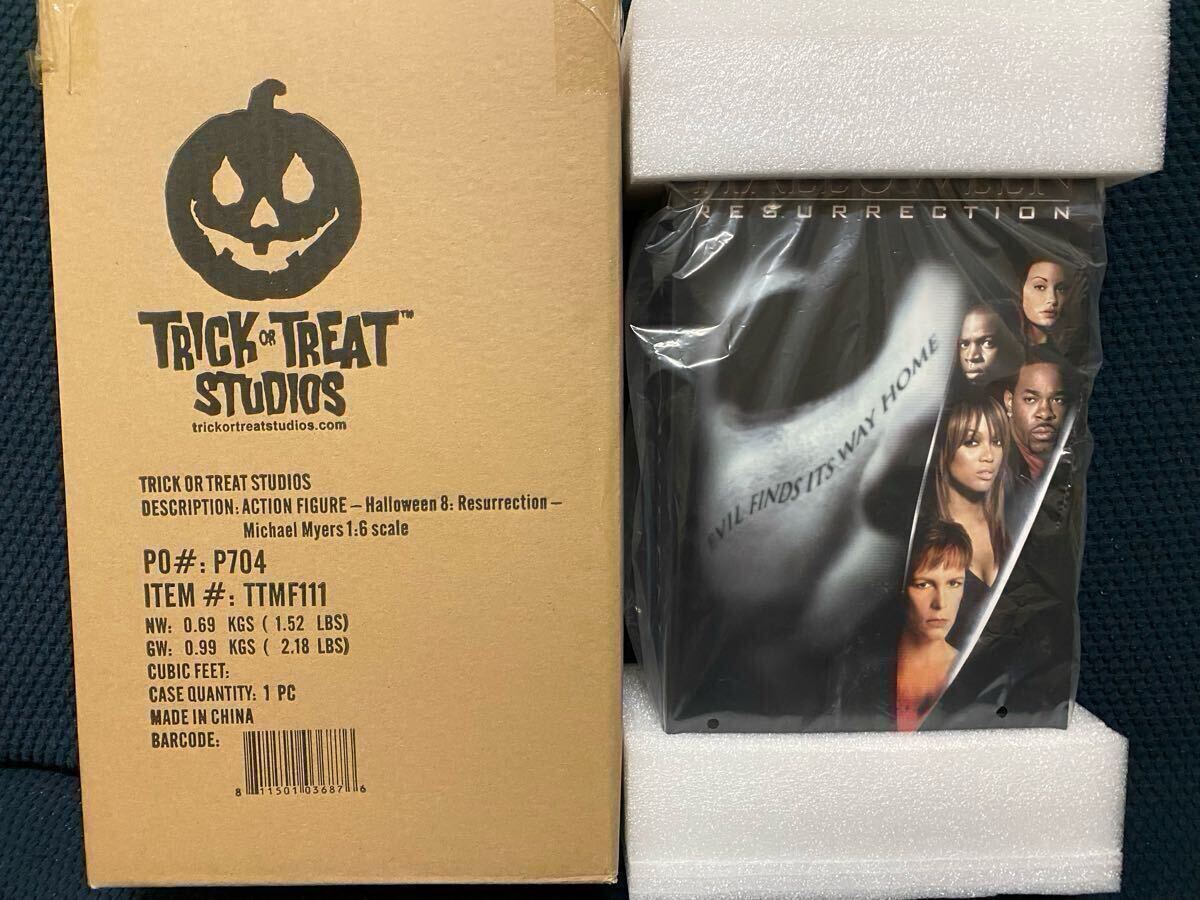 TRICK OR TREAT™
STUDIOS
trickortreatstudios.com
TRICK OR TREAT STUDIOS
DESCRIPTION: ACTION FIGURE – Halloween 8: Resurrection –
Michael Myers 1:6 scale
PO#: P704
ITEM #: TTMF111
NW: 0.69 KGS ( 1.52 LBS)
GW: 0.99 KGS ( 2.18 LBS)
CUBIC FEET:
CASE QUANTITY: 1 PC
MADE IN CHINA
BARCODE:
8 11501 03687 6
HALLOWEEN
RESURRECTION
EVIL FINDS ITS WAY HOME